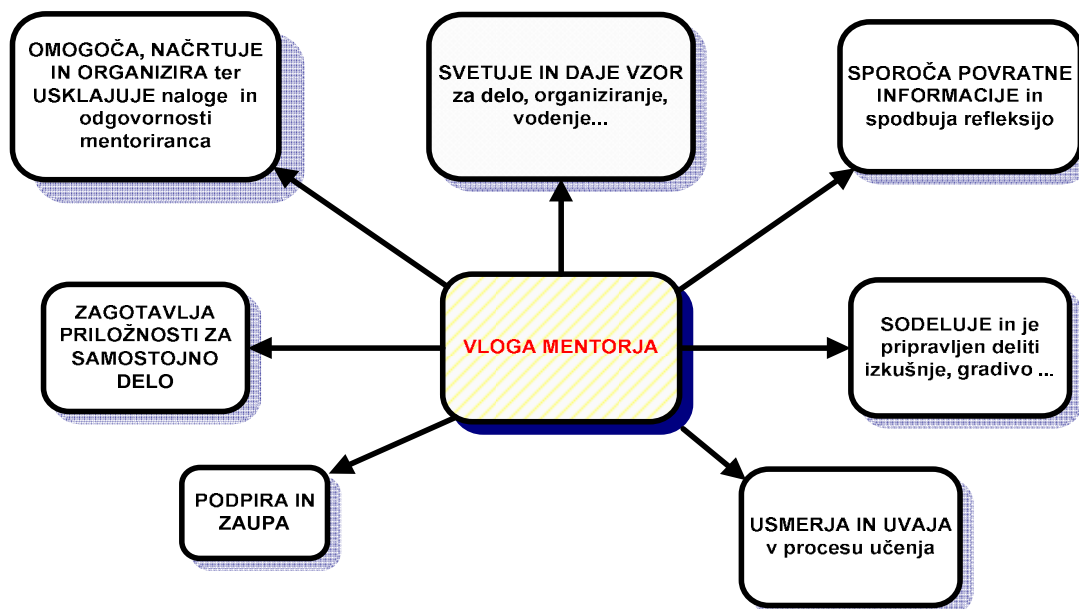 OMOGOČA, NAČRTUJE
IN ORGANIZIRA ter
USKLAJUJE naloge in
odgovornosti
mentoriranca
SVETUJE IN DAJE VZOR
za delo, organiziranje,
vodenje...
SPOROČA POVRATNE
INFORMACIJE in
spodbuja refleksijo
ZAGOTAVLJA
PRILOŽNOSTI ZA
SAMOSTOJNO
DELO
VLOGA MENTORJA
SODELUJE in je
pripravljen deliti
izkušnje, gradivo ...
PODPIRA IN
ZAUPA
USMERJA IN UVAJA
v procesu učenja